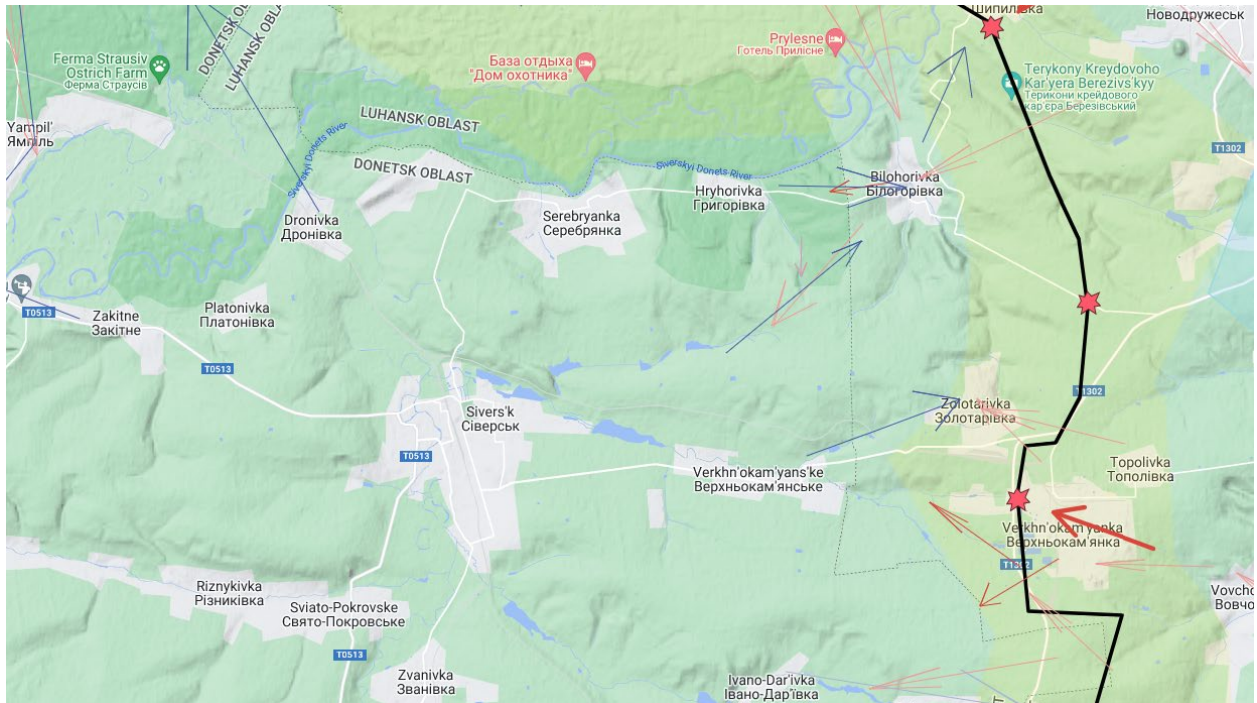 Шипилівка
Новодружеськ
DONETSK OBLAST
LUHANSK OBLAST
Ferma Strausiv
Ostrich Farm
Ферма Страусів
База отдыха
"Дом охотника"
Prylesne
Готель Прилісне
Terykony Kreydovoho
Kar'yera Berezivs'kyy
Терикони крейдового
кар єра Березівський
Yampil'
Ямпіль
LUHANSK OBLAST
T1302
DONETSK OBLAST
Siverskyi Donets River
Siverskyi Donets River
Bilohorivka
Білогорівка
Hryhorivka
Григорівка
Serebryanka
Серебрянка
Dronivka
Дронівка
Platonivka
Платонівка
T0513
Zakitne
Закітне
T0513
T1302
Zolotarivka
Золотарівка
Sivers'k
Сіверськ
T0513
Verkhn'okam'yans'ke
Верхньокам'янське
Topolivka
Тополівка
Verkhn'okam'yanka
Верхньокам'янка
T1302
Riznykivka
Різниківка
Sviato-Pokrovske
Свято-Покровське
T0513
Zvanivka
Званівка
Ivano-Dar'ivka
Івано-Дар'ївка